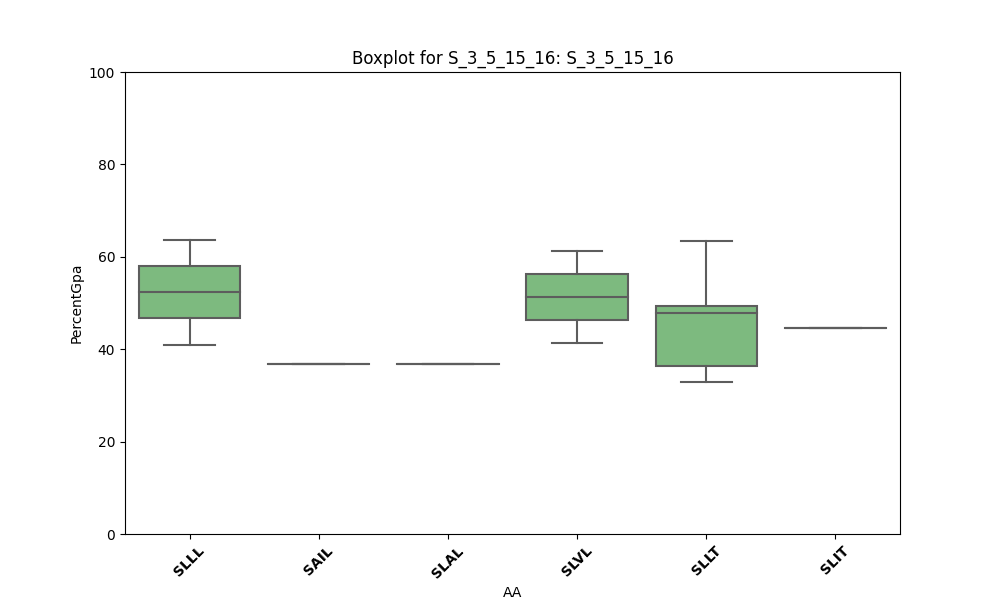 Boxplot for S_3_5_15_16: S_3_5_15_16
100
80
60
40
20
0
PercentGpa
SLLL
SAIL
SLAL
SLVL
SLLT
SLIT
AA